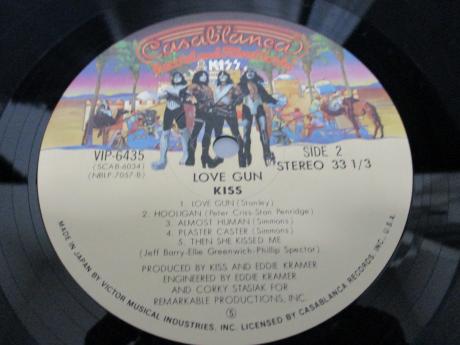 Casablanca
Record and FilmWorks
KISS
VIP-6435
(SCAB-6034)
(NBLP-7057-B)
SIDE 2
STEREO 33 1/3
LOVE GUN
KISS
1. LOVE GUN (Stanley)
2. HOOLIGAN (Peter Criss-Stan Penridge)
3. ALMOST HUMAN (Simmons)
4. PLASTER CASTER (Simmons)
5. THEN SHE KISSED ME
(Jeff Barry-Ellie Greenwich-Phillip Spector)
PRODUCED BY KISS AND EDDIE KRAMER
ENGINEERED BY EDDIE KRAMER
AND CORKY STASIAK FOR
REMARKABLE PRODUCTIONS, INC.
S
MADE IN JAPAN BY VICTOR MUSICAL INDUSTRIES, INC. LICENSED BY CASABLANCA RECORDS, INC., U.S.A.